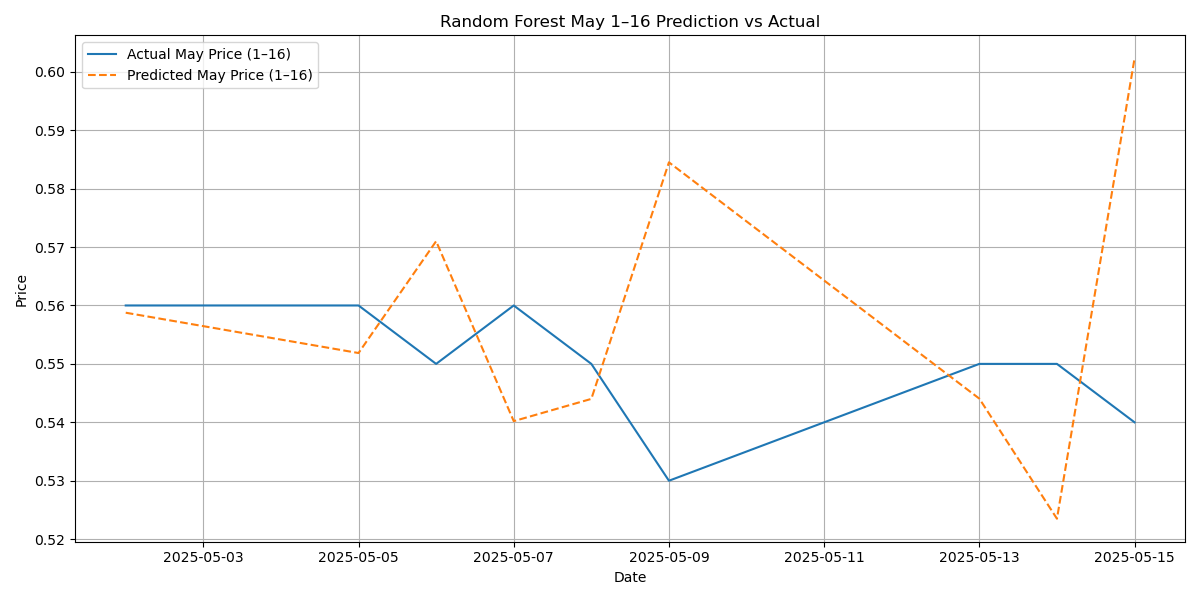 Random Forest May 1–16 Prediction vs Actual
Actual May Price (1–16)
Predicted May Price (1–16)
Price
0.60
0.59
0.58
0.57
0.56
0.55
0.54
0.53
0.52
2025-05-03 2025-05-05 2025-05-07 2025-05-09 2025-05-11 2025-05-13 2025-05-15
Date